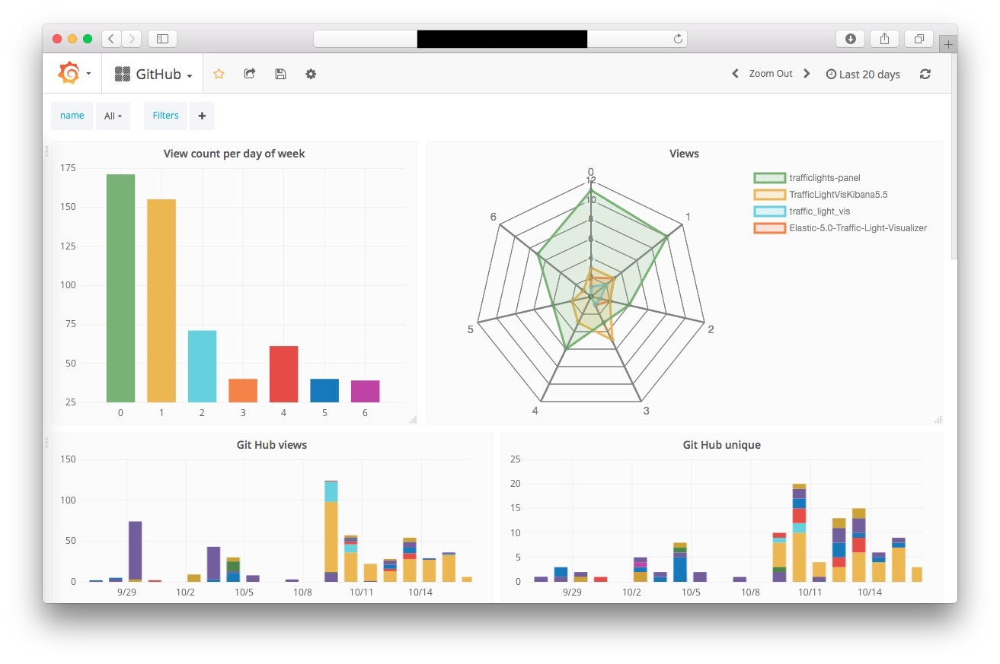 GitHub
Zoom Out
Last 20 days
name
All
Filters
+
View count per day of week
175
150
125
100
75
50
25
0 1 2 3 4 5 6
Views
0
12
10
8
6
4
6
1
5
2
4
3
trafficlights-panel
TrafficLightVisKibana5.5
traffic_light_vis
Elastic-5.0-Traffic-Light-Visualizer
Git Hub views
150
100
50
0
9/29 10/2 10/5 10/8 10/11 10/14
Git Hub unique
25
20
15
10
5
0
9/29 10/2 10/5 10/8 10/11 10/14